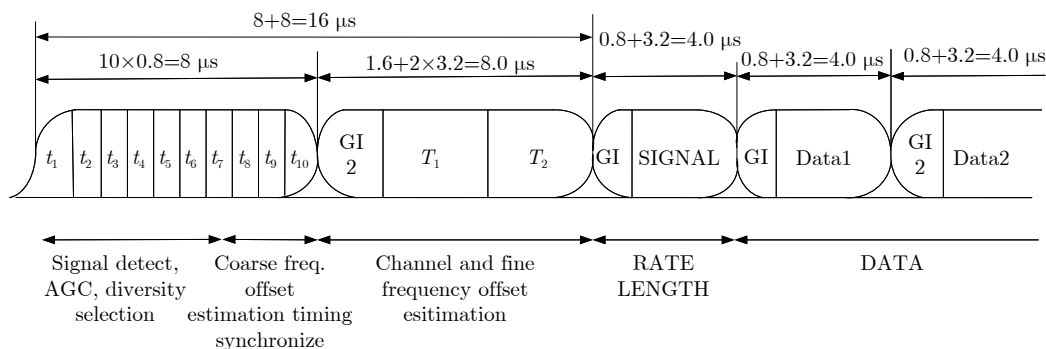 8+8=16 μs
0.8+3.2=4.0 μs
10×0.8=8 μs
1.6+2×3.2=8.0 μs
0.8+3.2=4.0 μs
0.8+3.2=4.0 μs
t1 t2 t3 t4 t5 t6 t7 t8 t9 t10
GI
2
T1
T2
GI
SIGNAL
GI
Data1
GI
2
Data2
Signal detect,
AGC, diversity
selection
Coarse freq.
offset
estimation timing
synchronize
Channel and fine
frequency offset
esitimation
RATE
LENGTH
DATA